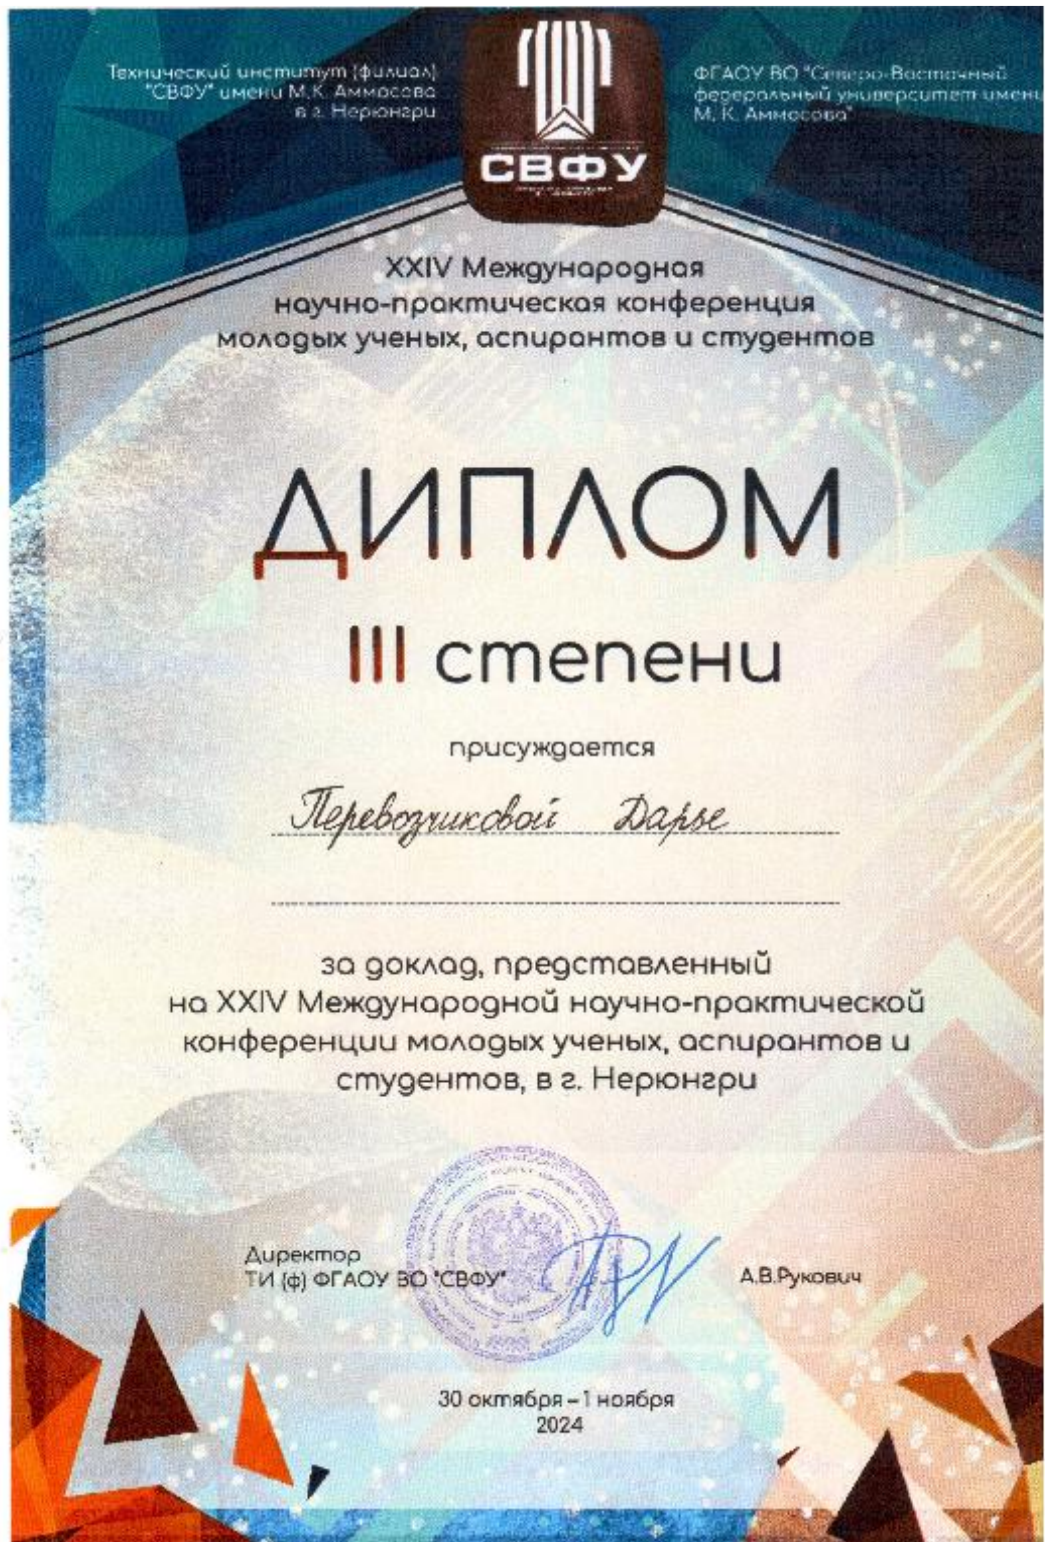 Технический институт (филиал)
"СВФУ" имени М.К. Аммосова
в г. Нерюнгри
ФГАОУ ВО "Северо-Восточный
федеральный университет имени
М. К. Аммосова"
СВФУ
XXIV Международная
научно-практическая конференция
молодых ученых, аспирантов и студентов
ДИПЛОМ
III степени
присуждается
Перевозчиковой Дарье
за доклад, представленный
на XXIV Международной научно-практической
конференции молодых ученых, аспирантов и
студентов, в г. Нерюнгри
Директор
ТИ (ф) ФГАОУ ВО "СВФУ"
А.В.Рукович
30 октября – 1 ноября
2024